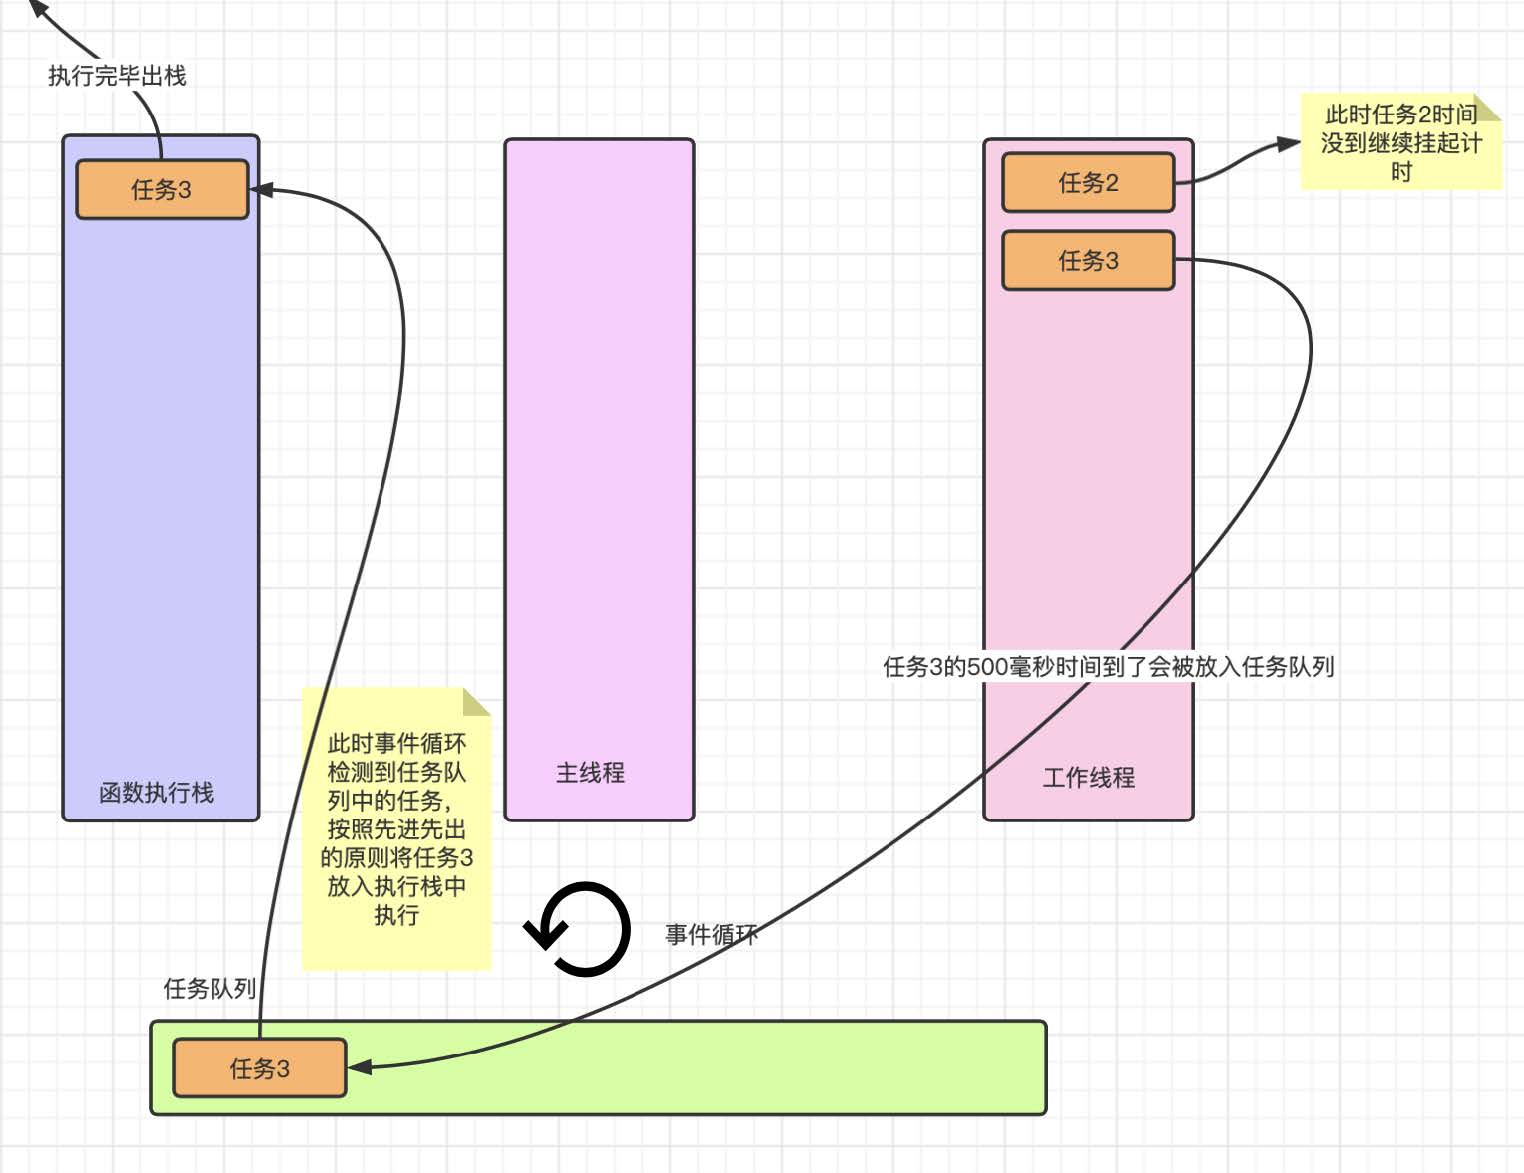 执行完毕出栈
任务3
函数执行栈
主线程
任务2
任务3
工作线程
此时任务2时间
没到继续挂起计
时
任务3的500毫秒时间到了会被放入任务队列
此时事件循环
检测到任务队
列中的任务，
按照先进先出
的原则将任务3
放入执行栈中
执行
事件循环
任务队列
任务3